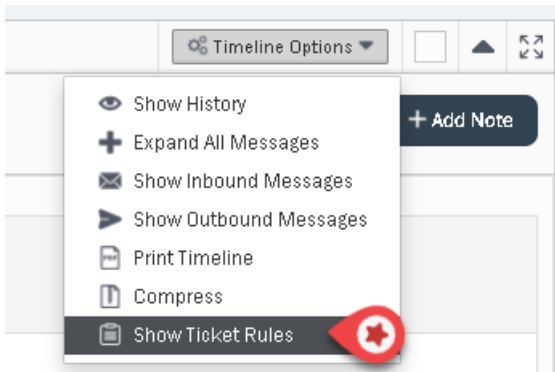 Timeline Options
Show History
+ Add Note
Expand All Messages
Show Inbound Messages
Show Outbound Messages
Print Timeline
Compress
Show Ticket Rules